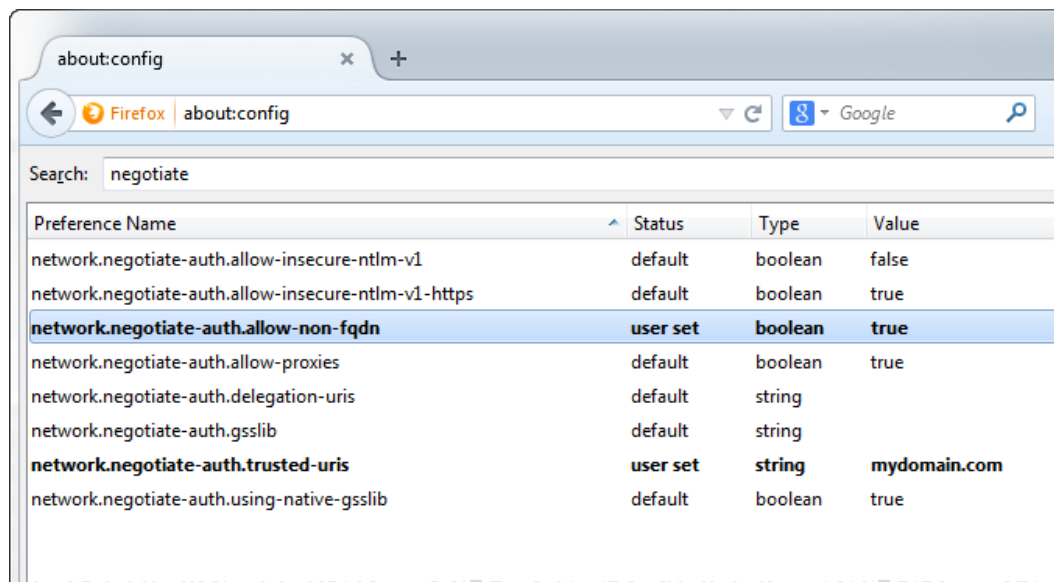 about:config
Firefox about:config Google
Search: negotiate
Preference Name Status Type Value
network.negotiate-auth.allow-insecure-ntlm-v1 default boolean false
network.negotiate-auth.allow-insecure-ntlm-v1-https default boolean true
network.negotiate-auth.allow-non-fqdn user set boolean true
network.negotiate-auth.allow-proxies default boolean true
network.negotiate-auth.delegation-uris default string
network.negotiate-auth.gsslib default string
network.negotiate-auth.trusted-uris user set string mydomain.com
network.negotiate-auth.using-native-gsslib default boolean true